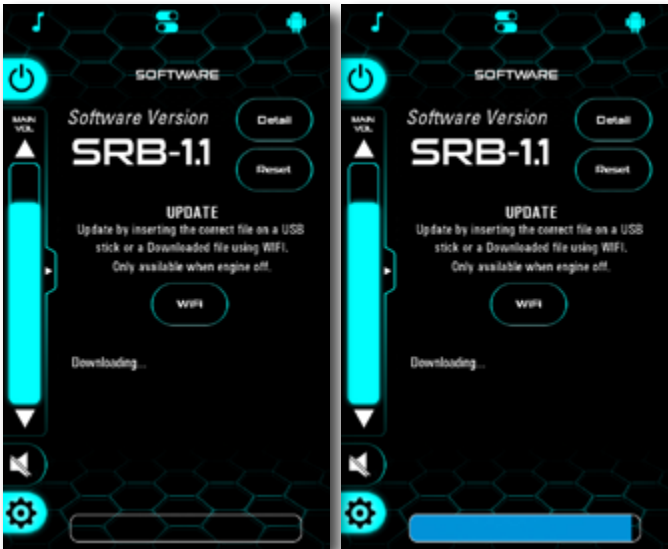 SOFTWARE
MAIN VOL.
Software Version
SRB-1.1
Detail
Reset
UPDATE
Update by inserting the correct file on a USB
stick or a Downloaded file using WIFI.
Only available when engine off.
WiFi
Downloading...
SOFTWARE
MAIN VOL.
Software Version
SRB-1.1
Detail
Reset
UPDATE
Update by inserting the correct file on a USB
stick or a Downloaded file using WIFI.
Only available when engine off.
WiFi
Downloading...